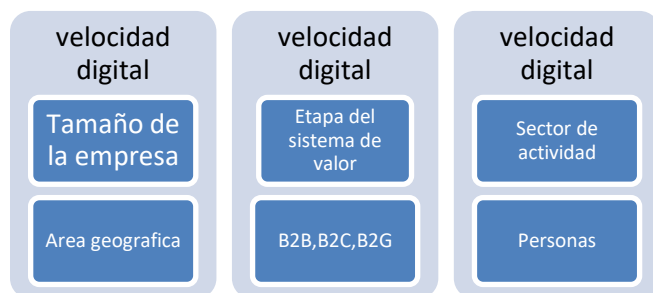 velocidad
digital
Tamaño de
la empresa
Area geografica
velocidad
digital
Etapa del
sistema de
valor
B2B,B2C,B2G
velocidad
digital
Sector de
actividad
Personas